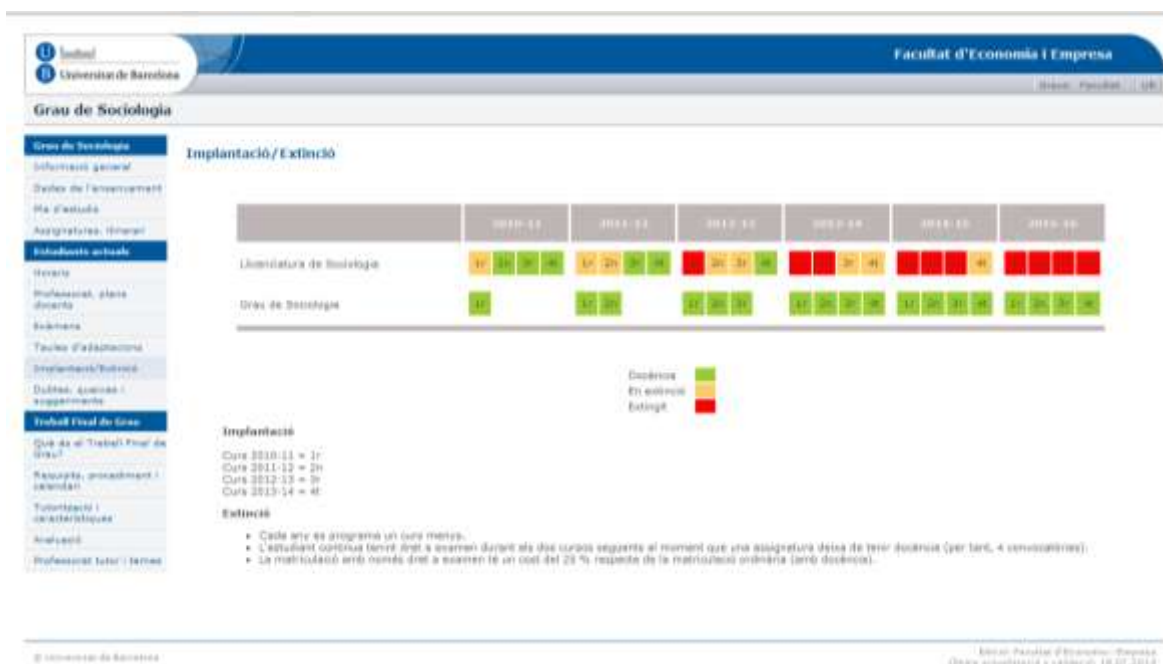 Universitat de Barcelona
Facultat d'Economia i Empresa
Graus Facultat UB
Grau de Sociologia
Grau de Sociologia
Informació general
Dades de l'ensenyament
Pla d'estudis
Assignatures, itinerari
Estudiants actuals
Horaris
Professorat, plans
docents
Exàmens
Taules d'adaptacions
Implantació/Extinció
Dubtes, queixes i
suggeriments
Treball Final de Grau
Què és el Treball Final de
Grau?
Requisits, procediment i
calendari
Tutorització i
característiques
Avaluació
Professorat tutor i temes
Implantació/Extinció
2010-11 2011-12 2012-13 2013-14 2014-15 2015-16
Llicenciatura de Sociologia 1r 2n 3r 4t 1r 2n 3r 4t 2n 3r 4t 3r 4t 4t
Grau de Sociologia 1r 1r 2n 1r 2n 3r 1r 2n 3r 4t 1r 2n 3r 4t 1r 2n 3r 4t
Docència
En extinció
Extingit
Implantació
Curs 2010-11 = 1r
Curs 2011-12 = 2n
Curs 2012-13 = 3r
Curs 2013-14 = 4t
Extinció
• Cada any es programa un curs menys.
• L'estudiant continua tenint dret a examen durant els dos cursos següents al moment que una assignatura deixa de tenir docència (per tant, 4 convocatòries).
• La matriculació amb només dret a examen té un cost del 25 % respecte de la matriculació ordinària (amb docència).
© Universitat de Barcelona
Edició: Facultat d'Economia i Empresa